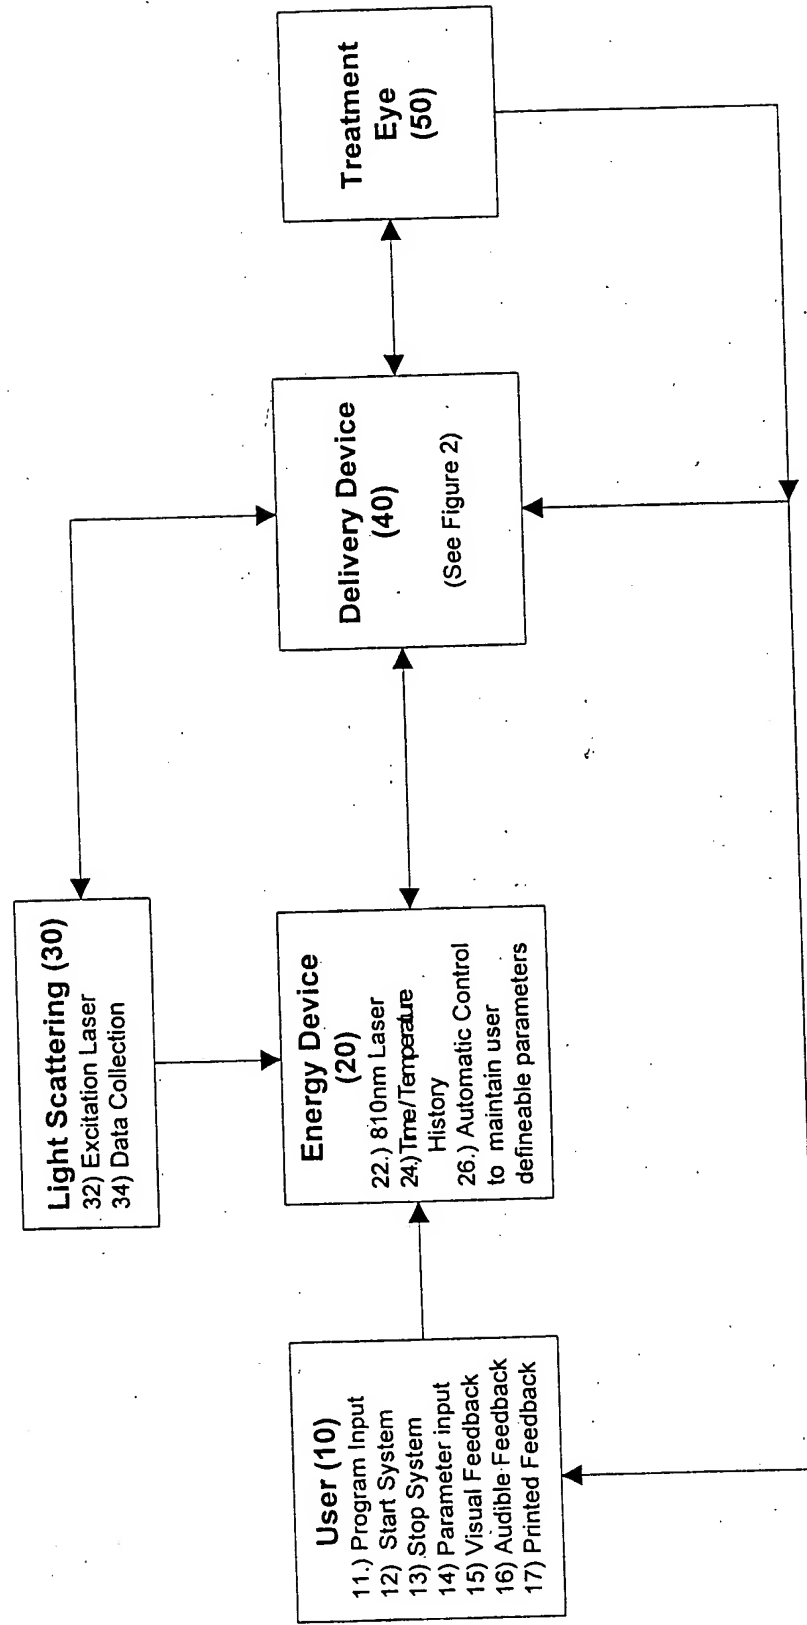 Light Scattering (30)
32) Excitation Laser
34) Data Collection
User (10)
11.) Program Input
12) Start System
13) Stop System
14) Parameter input
15) Visual Feedback
16) Audible Feedback
17) Printed Feedback
Energy Device
(20)
22.) 810nm Laser
24.) Time/Temperature
History
26.) Automatic Control
to maintain user
defineable parameters
Delivery Device
(40)
(See Figure 2)
Treatment
Eye
(50)